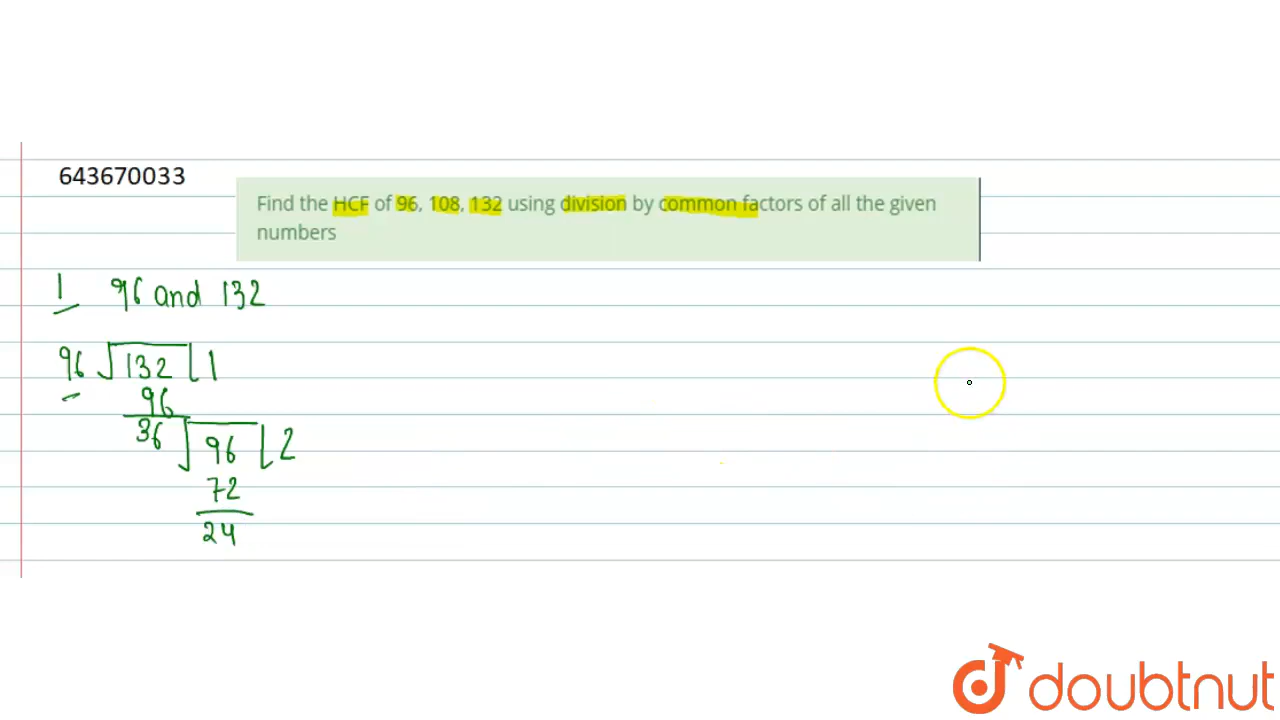 643670033
Find the HCF of 96, 108, 132 using division by common factors of all the given
numbers
1 96 and 132
96 132 1
96
36 96 2
72
24
doubtnut